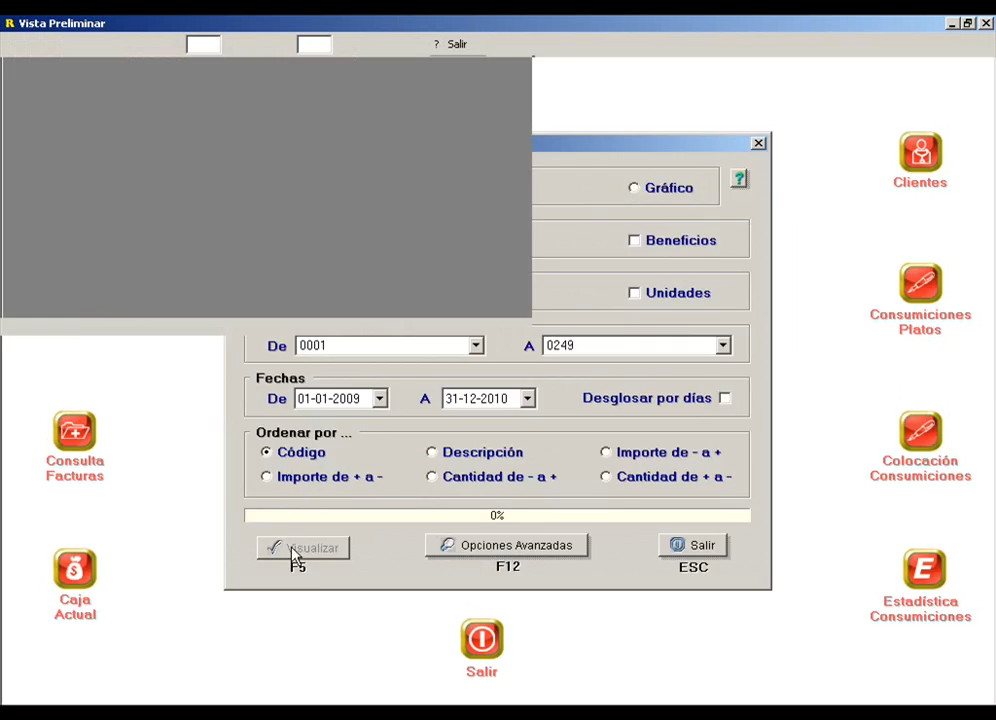 R Vista Preliminar
? Salir
Gráfico
?
Beneficios
Unidades
De 0001 A 0249
Fechas
De 01-01-2009 A 31-12-2010 Desglosar por días
Ordenar por ...
Código Descripción Importe de - a +
Importe de + a - Cantidad de - a + Cantidad de + a -
0%
Visualizar Opciones Avanzadas Salir
F5 F12 ESC
Clientes
Consumiciones
Platos
Consulta
Facturas
Colocación
Consumiciones
Caja
Actual
E
Estadística
Consumiciones
Salir